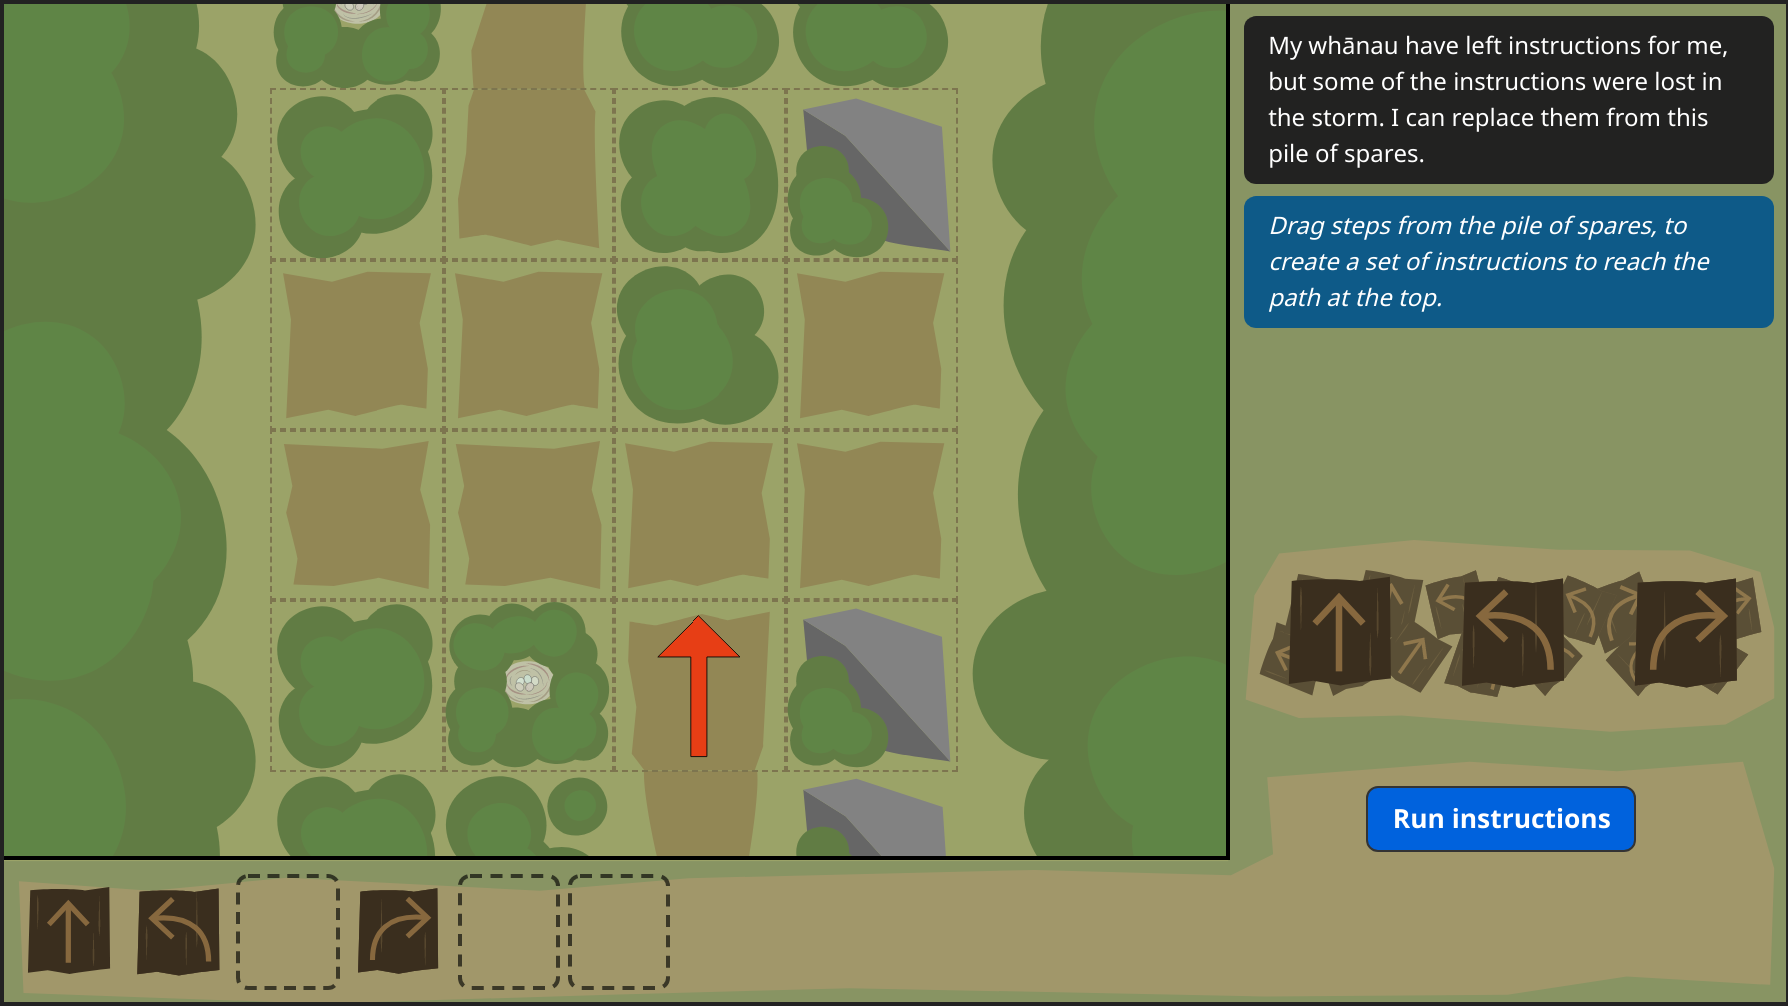 My whānau have left instructions for me,
but some of the instructions were lost in
the storm. I can replace them from this
pile of spares.
Drag steps from the pile of spares, to
create a set of instructions to reach the
path at the top.
Run instructions